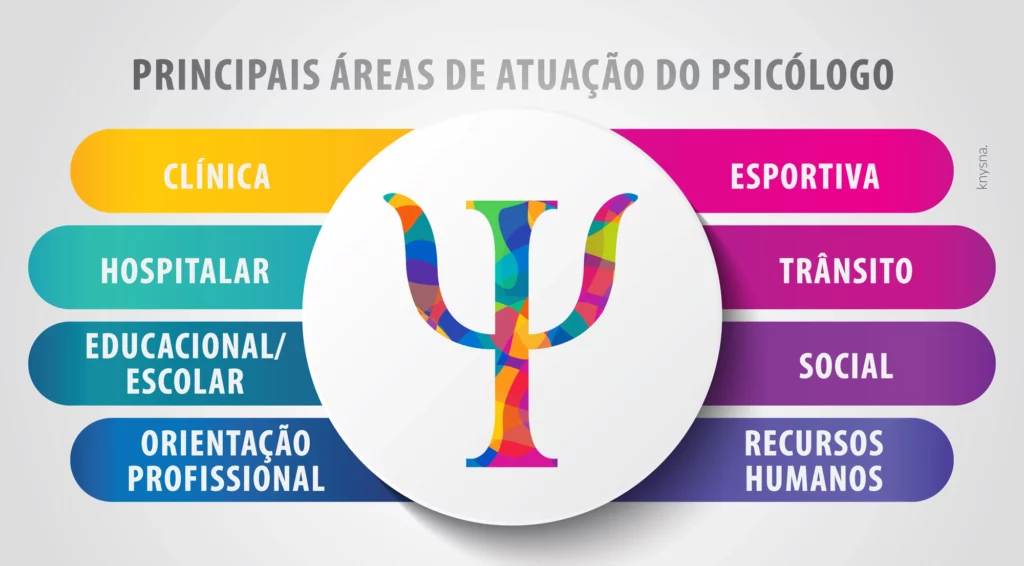 PRINCIPAIS ÁREAS DE ATUAÇÃO DO PSICÓLOGO
CLÍNICA
HOSPITALAR
EDUCACIONAL/
ESCOLAR
ORIENTAÇÃO
PROFISSIONAL
ESPORTIVA
TRÂNSITO
SOCIAL
RECURSOS
HUMANOS
knysna.
Ψ